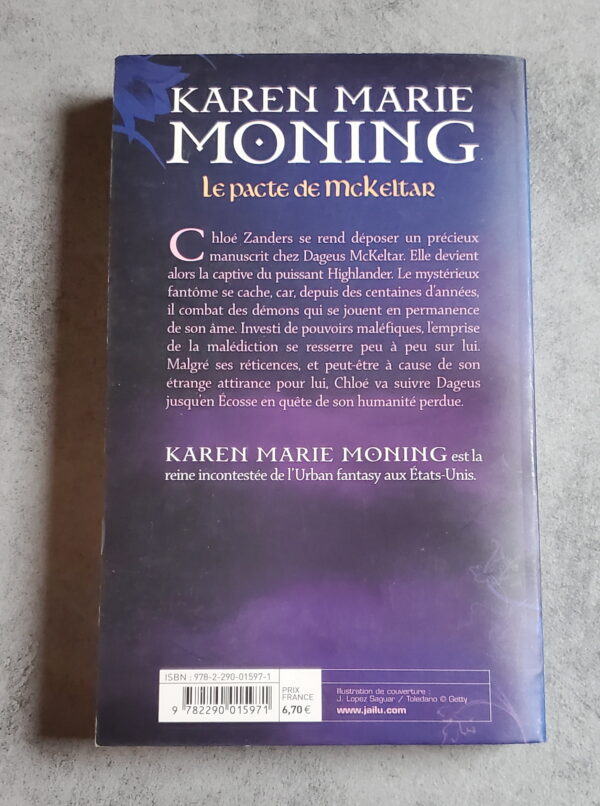 KAREN MARIE
MONING
Le pacte de McKeltar
Chloé Zanders se rend déposer un précieux
manuscrit chez Dageus McKeltar. Elle devient
alors la captive du puissant Highlander. Le mystérieux
fantôme se cache, car, depuis des centaines d'années,
il combat des démons qui se jouent en permanence
de son âme. Investi de pouvoirs maléfiques, l'emprise
de la malédiction se resserre peu à peu sur lui.
Malgré ses réticences, et peut-être à cause de son
étrange attirance pour lui, Chloé va suivre Dageus
jusqu'en Écosse en quête de son humanité perdue.
KAREN MARIE MONING est la
reine incontestée de l'Urban fantasy aux États-Unis.
ISBN : 978-2-290-01597-1
9 782290 015971
PRIX
FRANCE
6,70 €
Illustration de couverture :
J. Lopez Saguar / Toledano © Getty
www.jailu.com